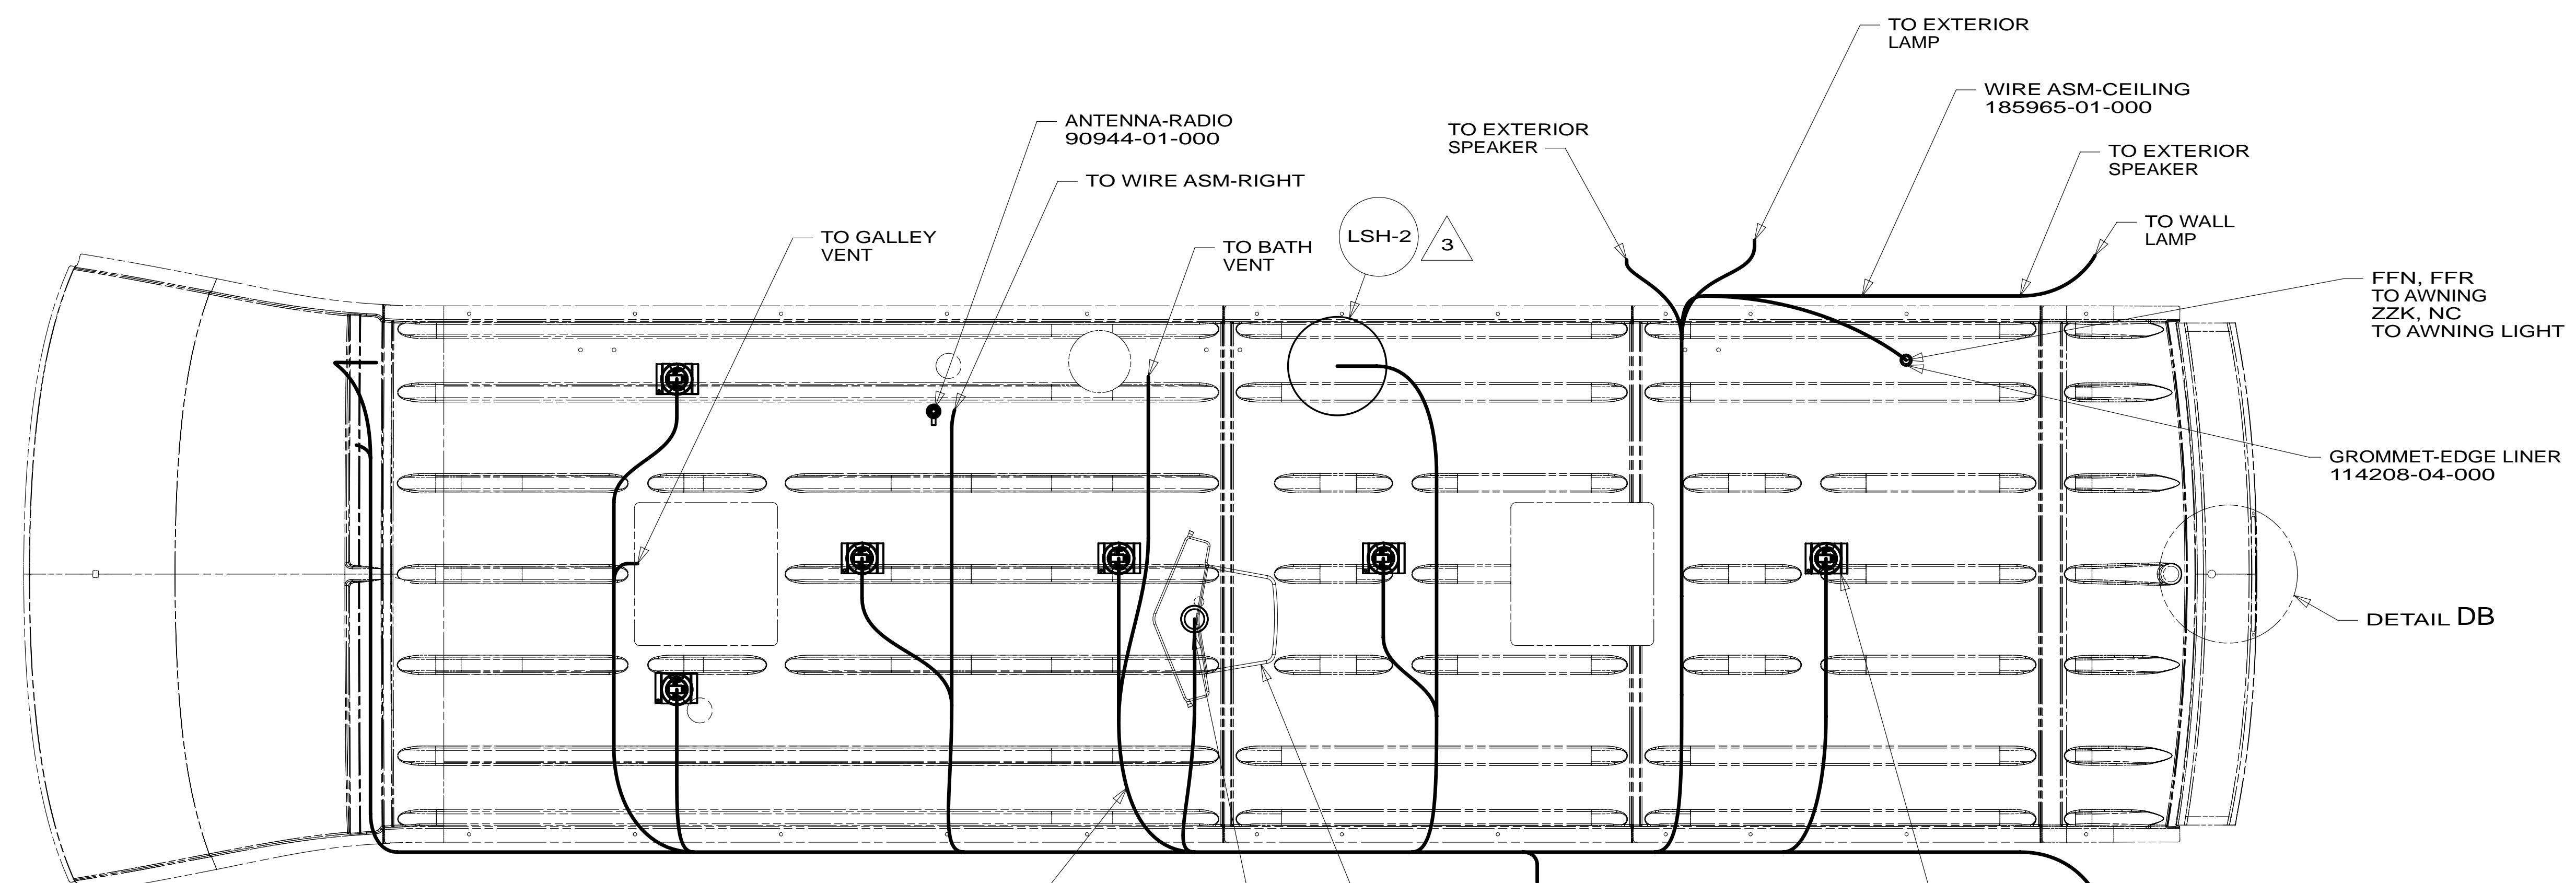 TO EXTERIOR
LAMP
WIRE ASM-CEILING
185965-01-000
ANTENNA-RADIO
90944-01-000
TO EXTERIOR
SPEAKER
TO EXTERIOR
SPEAKER
TO WIRE ASM-RIGHT
TO GALLEY
VENT
TO BATH
VENT
LSH-2
3
TO WALL
LAMP
FFN, FFR
TO AWNING
ZZK, NC
TO AWNING LIGHT
GROMMET-EDGE LINER
114208-04-000
DETAIL DB